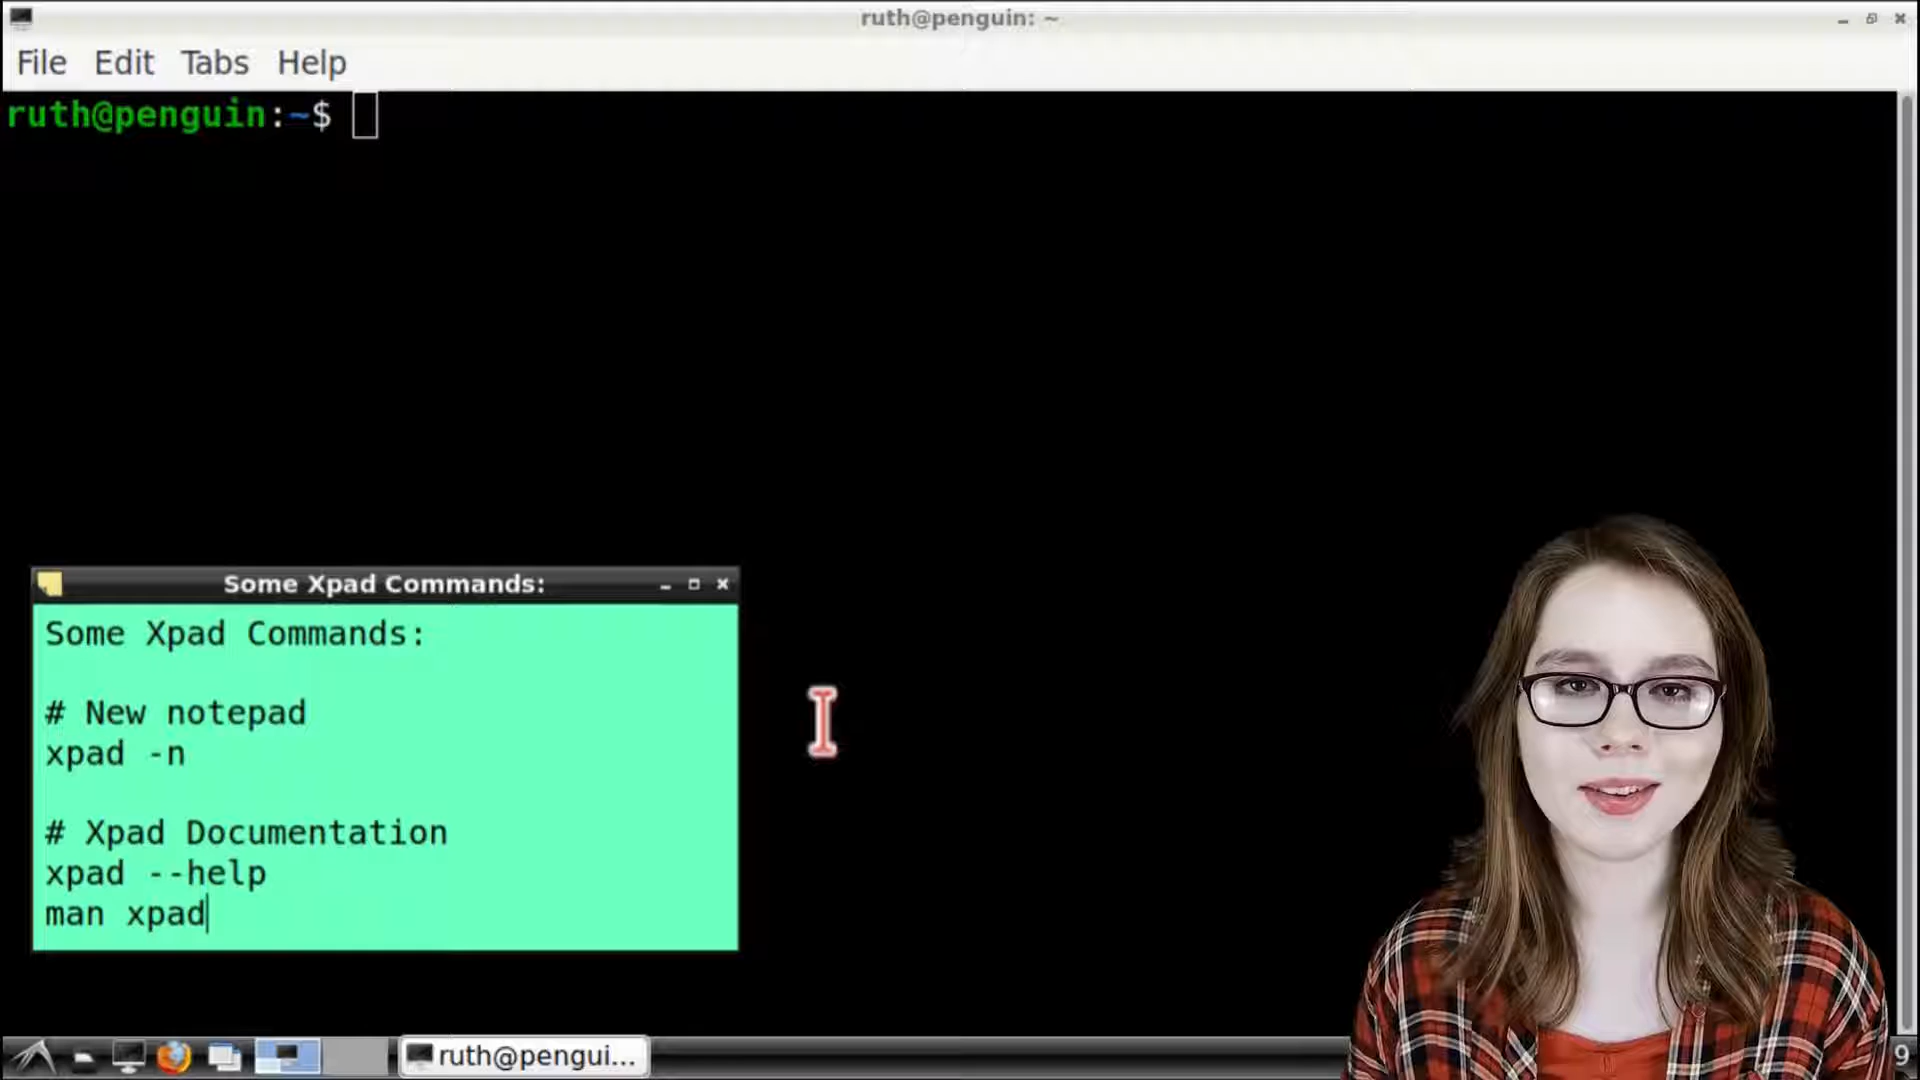 ruth@penguin: ~
File Edit Tabs Help
ruth@penguin:~$
Some Xpad Commands:
Some Xpad Commands:
# New notepad
xpad -n
# Xpad Documentation
xpad --help
man xpad
ruth@pengui...
9